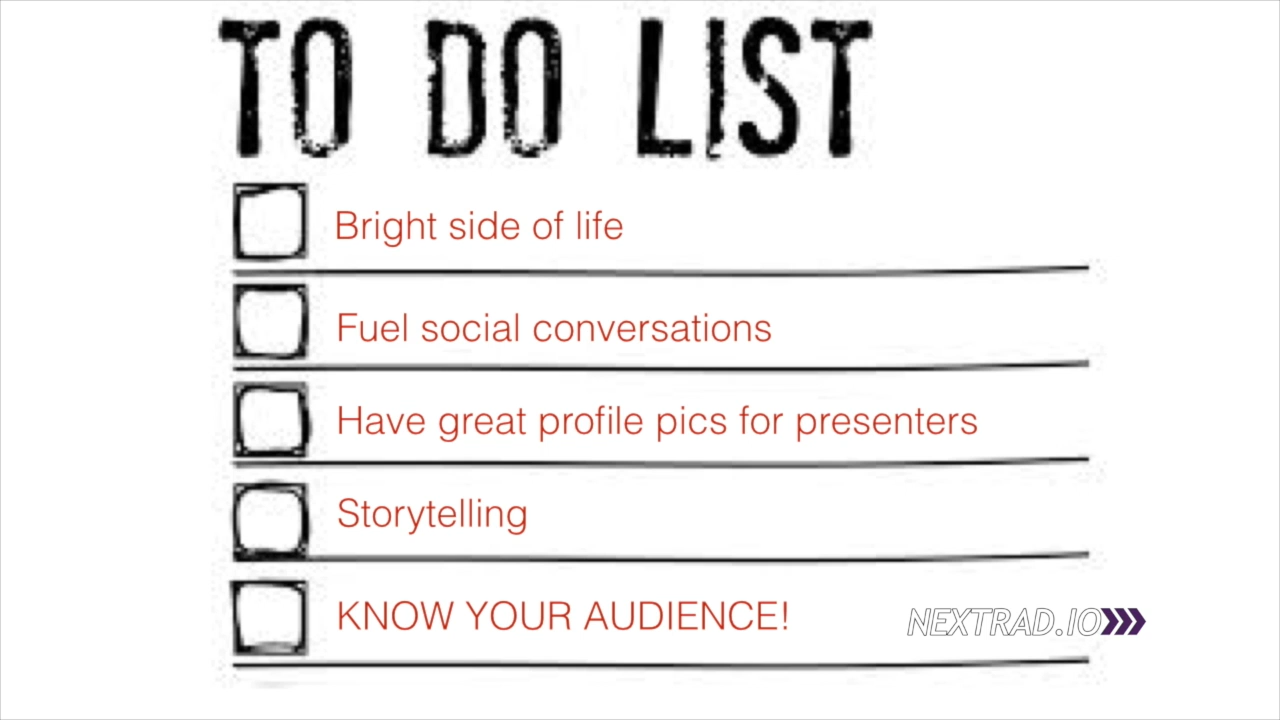 TO DO LIST
Bright side of life
Fuel social conversations
Have great profile pics for presenters
Storytelling
KNOW YOUR AUDIENCE!
NEXTRAD.IO